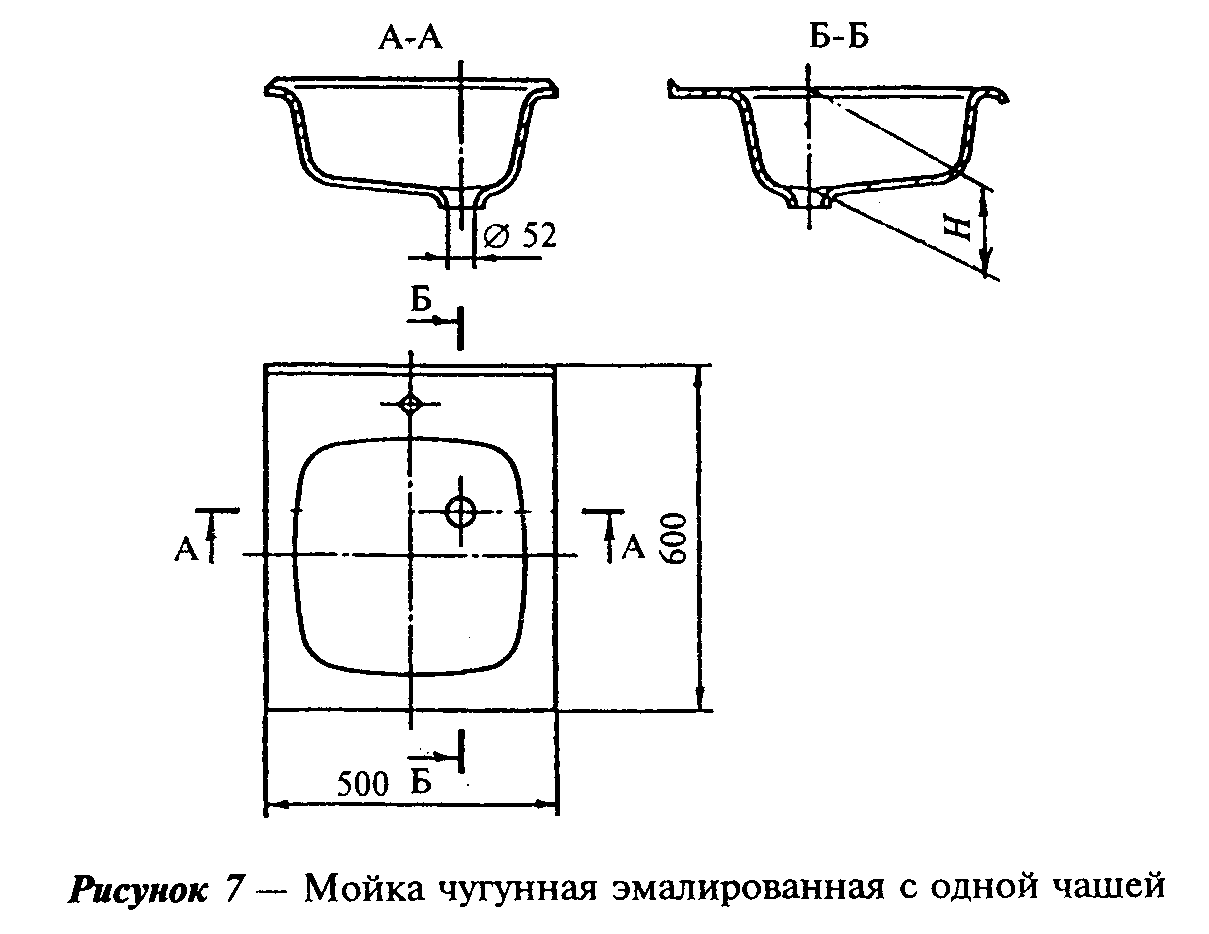 А-А
Б-Б
Ø 52
H
Б
А
А
600
500
Б
Рисунок 7 — Мойка чугунная эмалированная с одной чашей